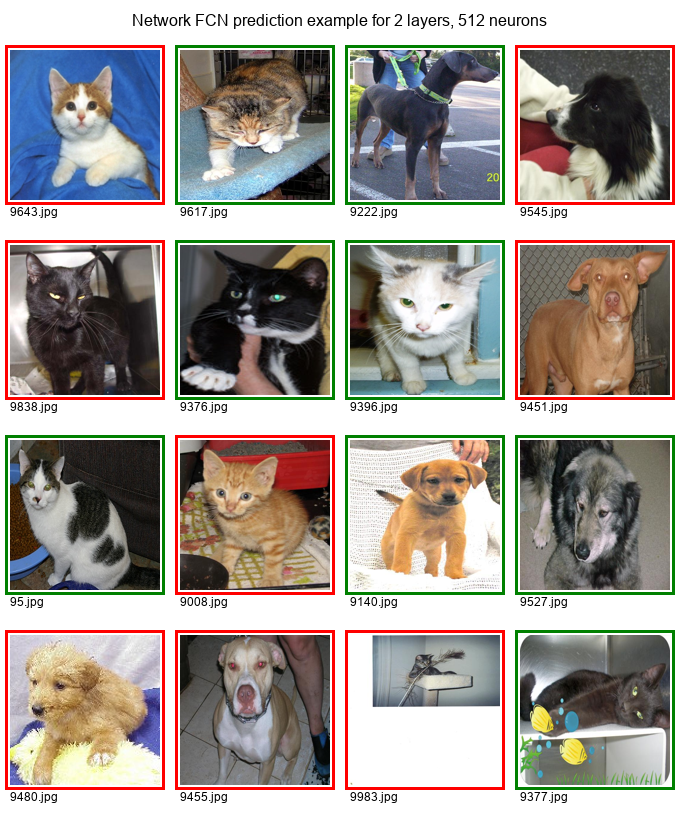 Network FCN prediction example for 2 layers, 512 neurons
20
9643.jpg 9617.jpg 9222.jpg 9545.jpg
9838.jpg 9376.jpg 9396.jpg 9451.jpg
95.jpg 9008.jpg 9140.jpg 9527.jpg
9480.jpg 9455.jpg 9983.jpg 9377.jpg